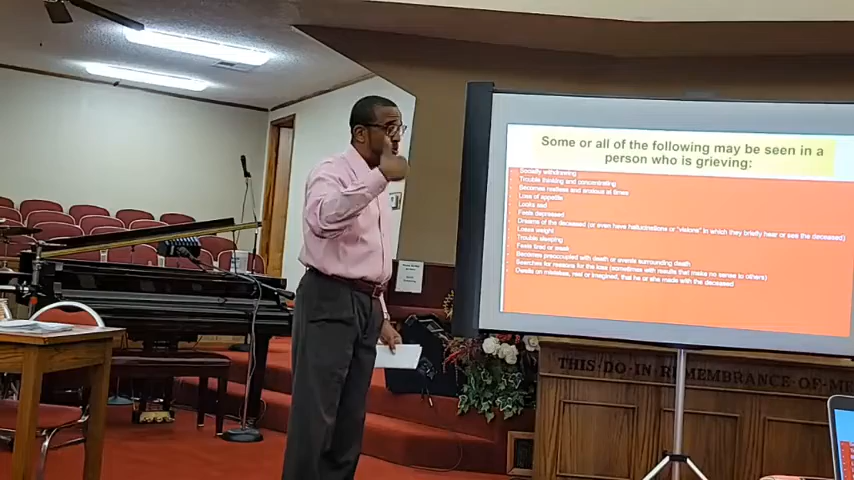 Some or all of the following may be seen in a
person who is grieving:
Socially withdrawing
Trouble thinking and concentrating
Becomes restless and anxious at times
Loss of appetite
Looks sad
Feels depressed
Dreams of the deceased (or even have hallucinations or "visions" in which they briefly hear or see the deceased)
Loses weight
Trouble sleeping
Feels tired or weak
Becomes preoccupied with death or events surrounding death
Searches for reasons for the loss (sometimes with results that make no sense to others)
Dwells on mistakes, real or imagined, that he or she made with the deceased
THIS DO IN REMEMBRANCE OF M